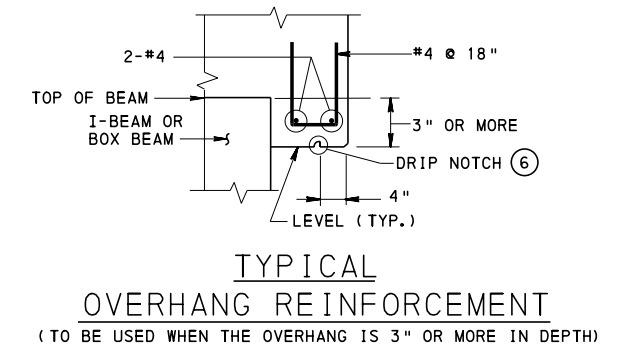 2-#4
#4 @ 18"
TOP OF BEAM
I-BEAM OR
BOX BEAM
3" OR MORE
DRIP NOTCH 6
4"
LEVEL (TYP.)
TYPICAL
OVERHANG REINFORCEMENT
(TO BE USED WHEN THE OVERHANG IS 3" OR MORE IN DEPTH)